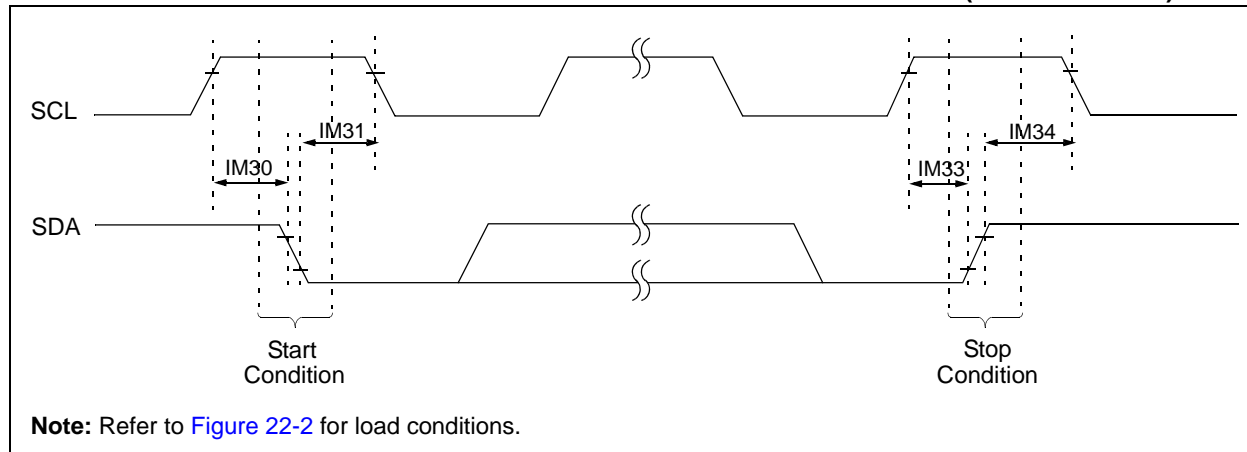 SCL
IM31
IM34
IM30
IM33
SDA
Start
Condition
Stop
Condition
Note: Refer to Figure 22-2 for load conditions.